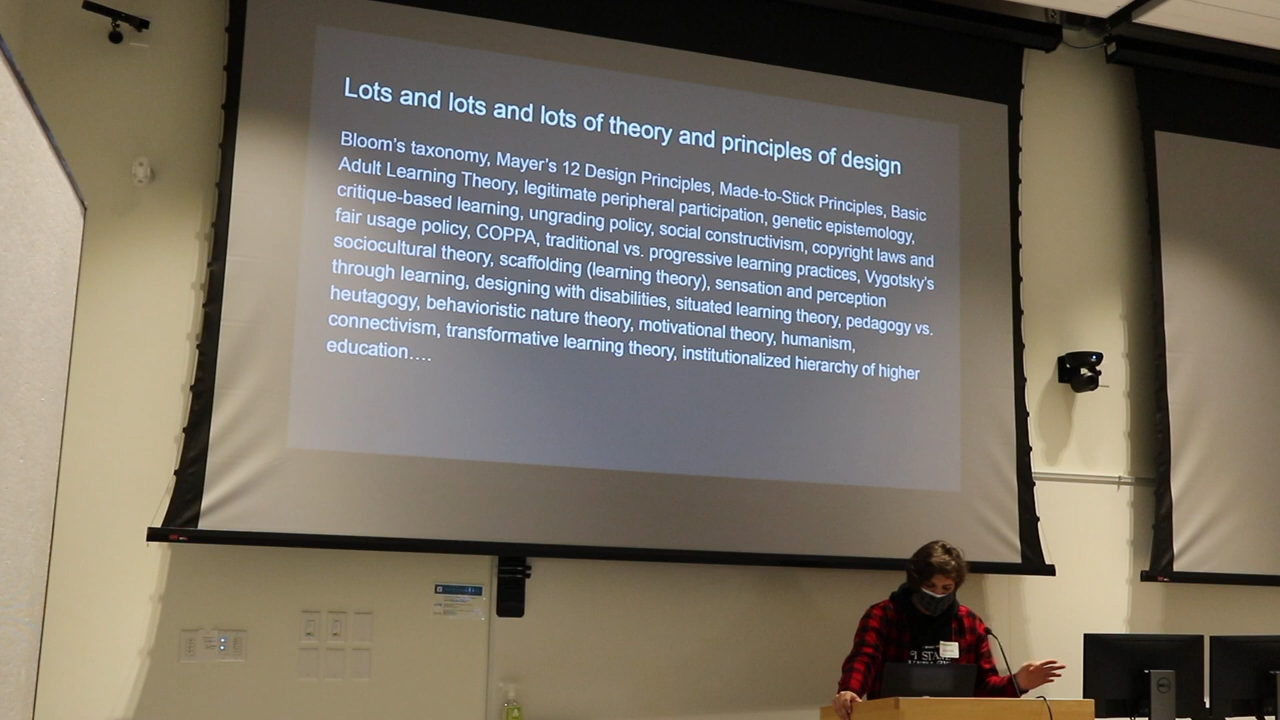 Lots and lots and lots of theory and principles of design
Bloom's taxonomy, Mayer's 12 Design Principles, Made-to-Stick Principles, Basic
Adult Learning Theory, legitimate peripheral participation, genetic epistemology,
critique-based learning, ungrading policy, social constructivism, copyright laws and
fair usage policy, COPPA, traditional vs. progressive learning practices, Vygotsky's
sociocultural theory, scaffolding (learning theory), sensation and perception
through learning, designing with disabilities, situated learning theory, pedagogy vs.
heutagogy, behavioristic nature theory, motivational theory, humanism,
connectivism, transformative learning theory, institutionalized hierarchy of higher
education....
DELL